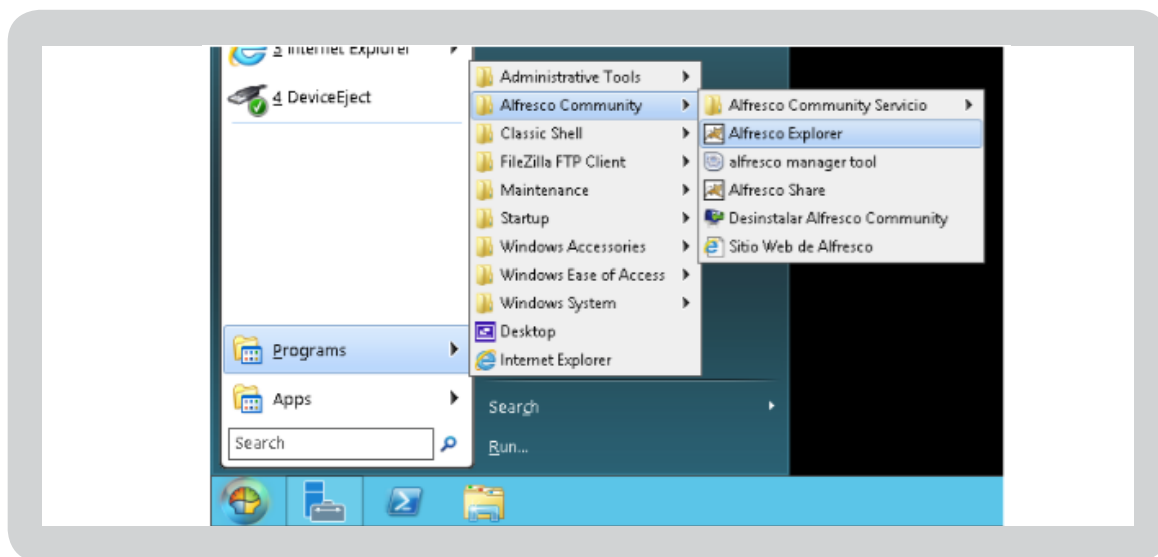 3 Internet Explorer
4 DeviceEject
Programs
Apps
Search
Administrative Tools
Alfresco Community
Classic Shell
FileZilla FTP Client
Maintenance
Startup
Windows Accessories
Windows Ease of Access
Windows System
Desktop
Internet Explorer
Search
Run...
Alfresco Community Servicio
Alfresco Explorer
alfresco manager tool
Alfresco Share
Desinstalar Alfresco Community
Sitio Web de Alfresco